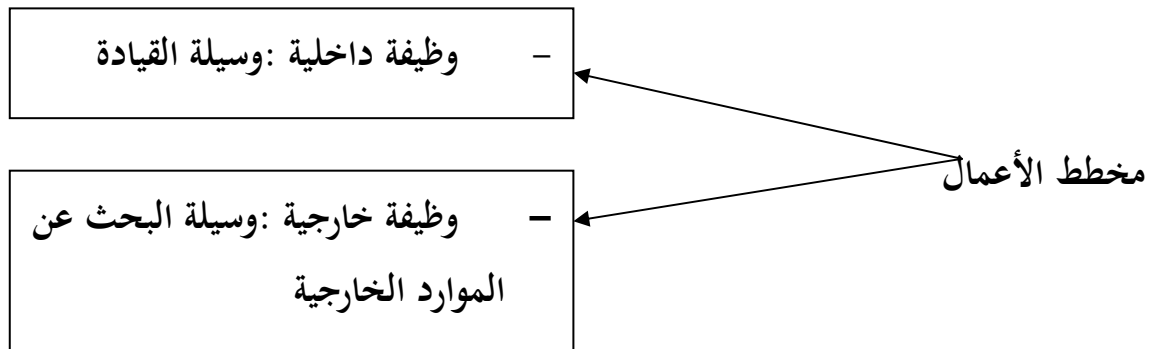 - وظيفة داخلية :وسيلة القيادة
مخطط الأعمال
- وظيفة خارجية :وسيلة البحث عن
الموارد الخارجية